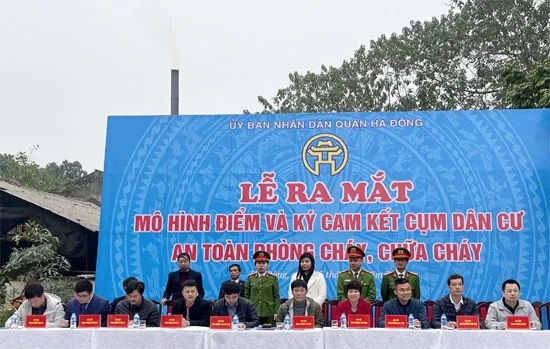 ỦY BAN NHÂN DÂN QUẬN HÀ ĐÔNG
LỄ RA MẮT
MÔ HÌNH ĐIỂM VÀ KÝ CAM KẾT CỤM DÂN CƯ
AN TOÀN PHÒNG CHÁY, CHỮA CHÁY